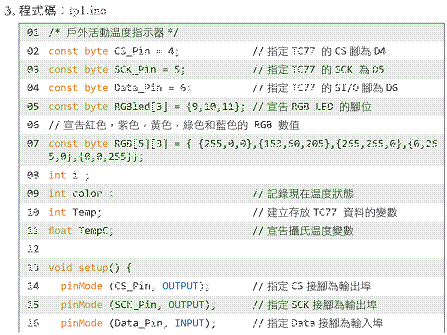 3. 程式碼：sp1.ino
01 /* 戶外活動溫度指示器 */
02 const byte CS_Pin = 4; // 指定 TC77 的 CS 腳為 D4
03 const byte SCK_Pin = 5; // 指定 TC77 的 SCK 為 D5
04 const byte Data_Pin = 6; // 指定 TC77 的 SI/O 腳為 D6
05 const byte RGBled[3] = {9,10,11}; // 宣告 RGB LED 的腳位
06 // 宣告紅色，紫色，黃色，綠色和藍色的 RGB 數值
07 const byte RGB[5][3] = { {255,0,0},{153,50,205},{255,255,0},{0,25
5,0},{0,0,255}};
08 int i ;
09 int color ; // 記錄現在溫度狀態
10 int Temp; // 建立存放 TC77 資料的變數
11 float TempC; // 宣告攝氏溫度變數
12
13 void setup() {
14 pinMode (CS_Pin, OUTPUT); // 指定 CS 接腳為輸出埠
15 pinMode (SCK_Pin, OUTPUT); // 指定 SCK 接腳為輸出埠
16 pinMode (Data_Pin, INPUT); // 指定 Data 接腳為輸入埠